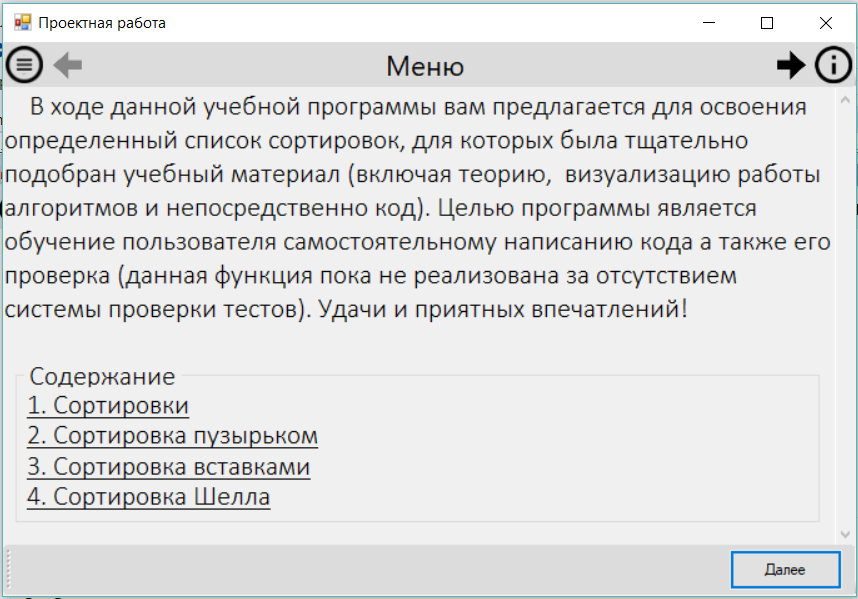 Проектная работа
Меню
В ходе данной учебной программы вам предлагается для освоения
определенный список сортировок, для которых была тщательно
подобран учебный материал (включая теорию,  визуализацию работы
алгоритмов и непосредственно код). Целью программы является
обучение пользователя самостоятельному написанию кода а также его
проверка (данная функция пока не реализована за отсутствием
системы проверки тестов). Удачи и приятных впечатлений!
Содержание
1. Сортировки
2. Сортировка пузырьком
3. Сортировка вставками
4. Сортировка Шелла
Далее